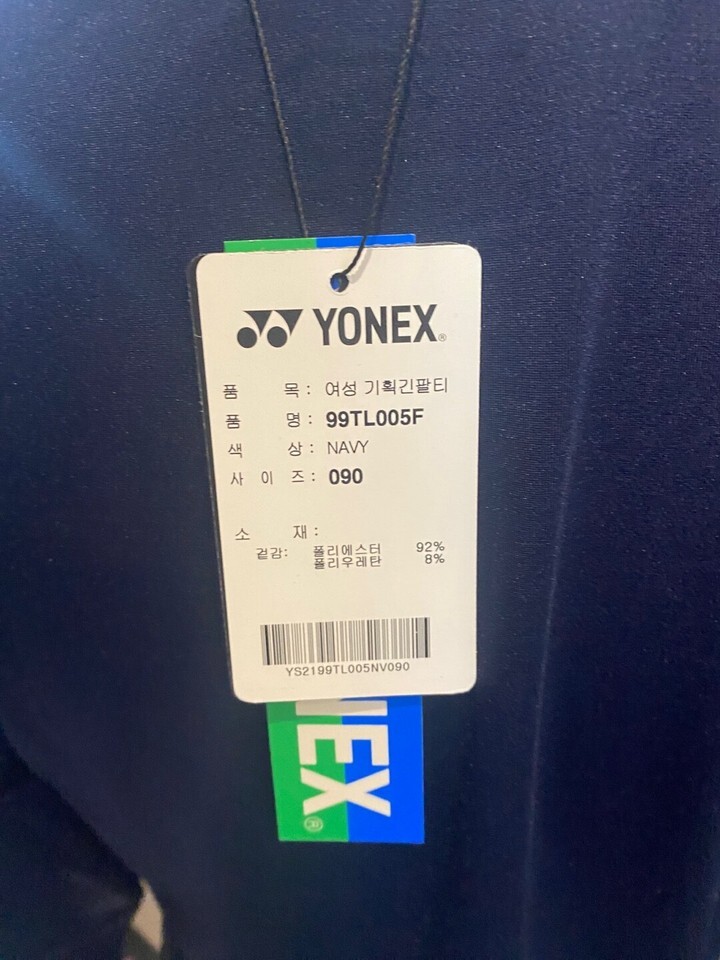 YONEX®
품 목: 여성 기획긴팔티
품 명: 99TL005F
색 상: NAVY
사 이 즈: 090
소 재:
겉감: 폴리에스터 92%
폴리우레탄 8%
YS2199TL005NV090
NEX®